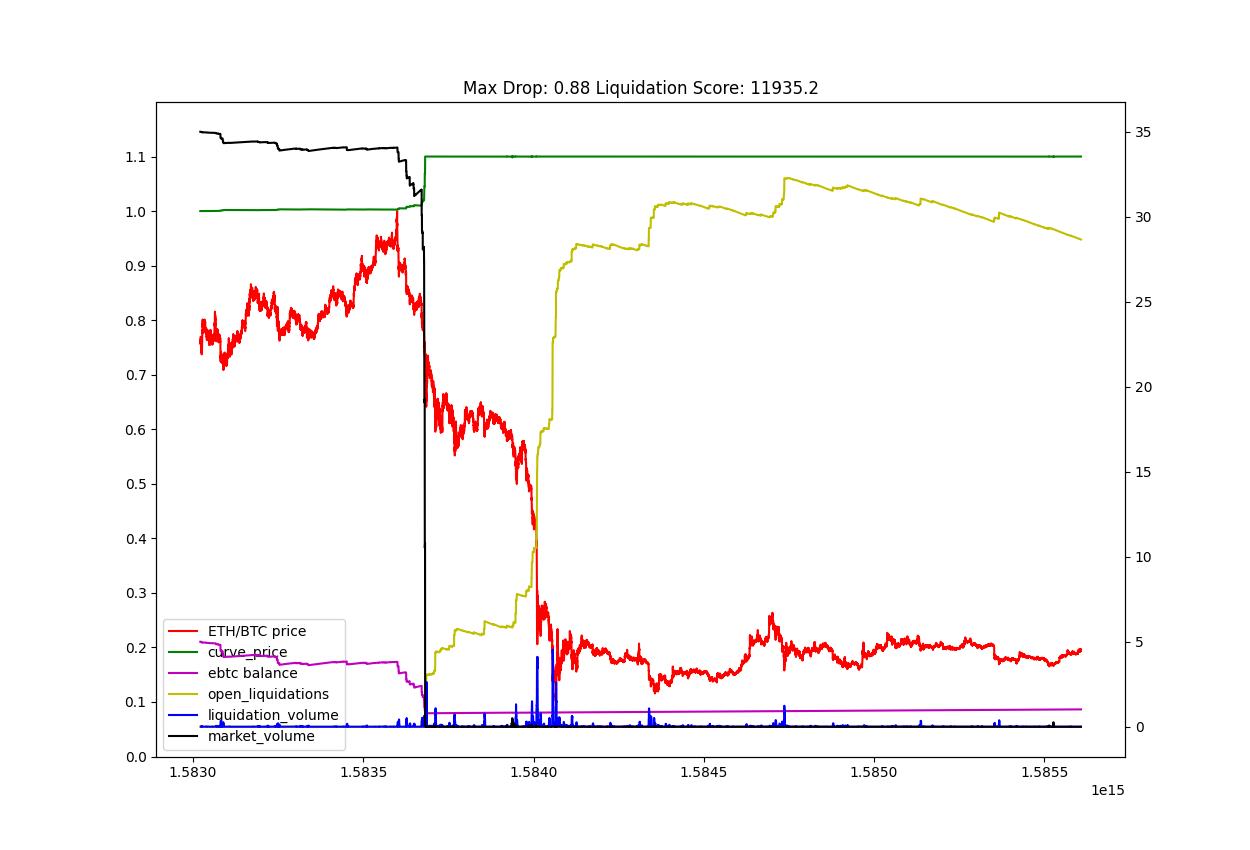 Max Drop: 0.88 Liquidation Score: 11935.2
1.1
1.0
0.9
0.8
0.7
0.6
0.5
0.4
0.3
0.2
0.1
0.0
35
30
25
20
15
10
5
0
ETH/BTC price
curve_price
ebtc balance
open_liquidations
liquidation_volume
market_volume
1.5830 1.5835 1.5840 1.5845 1.5850 1.5855
1e15